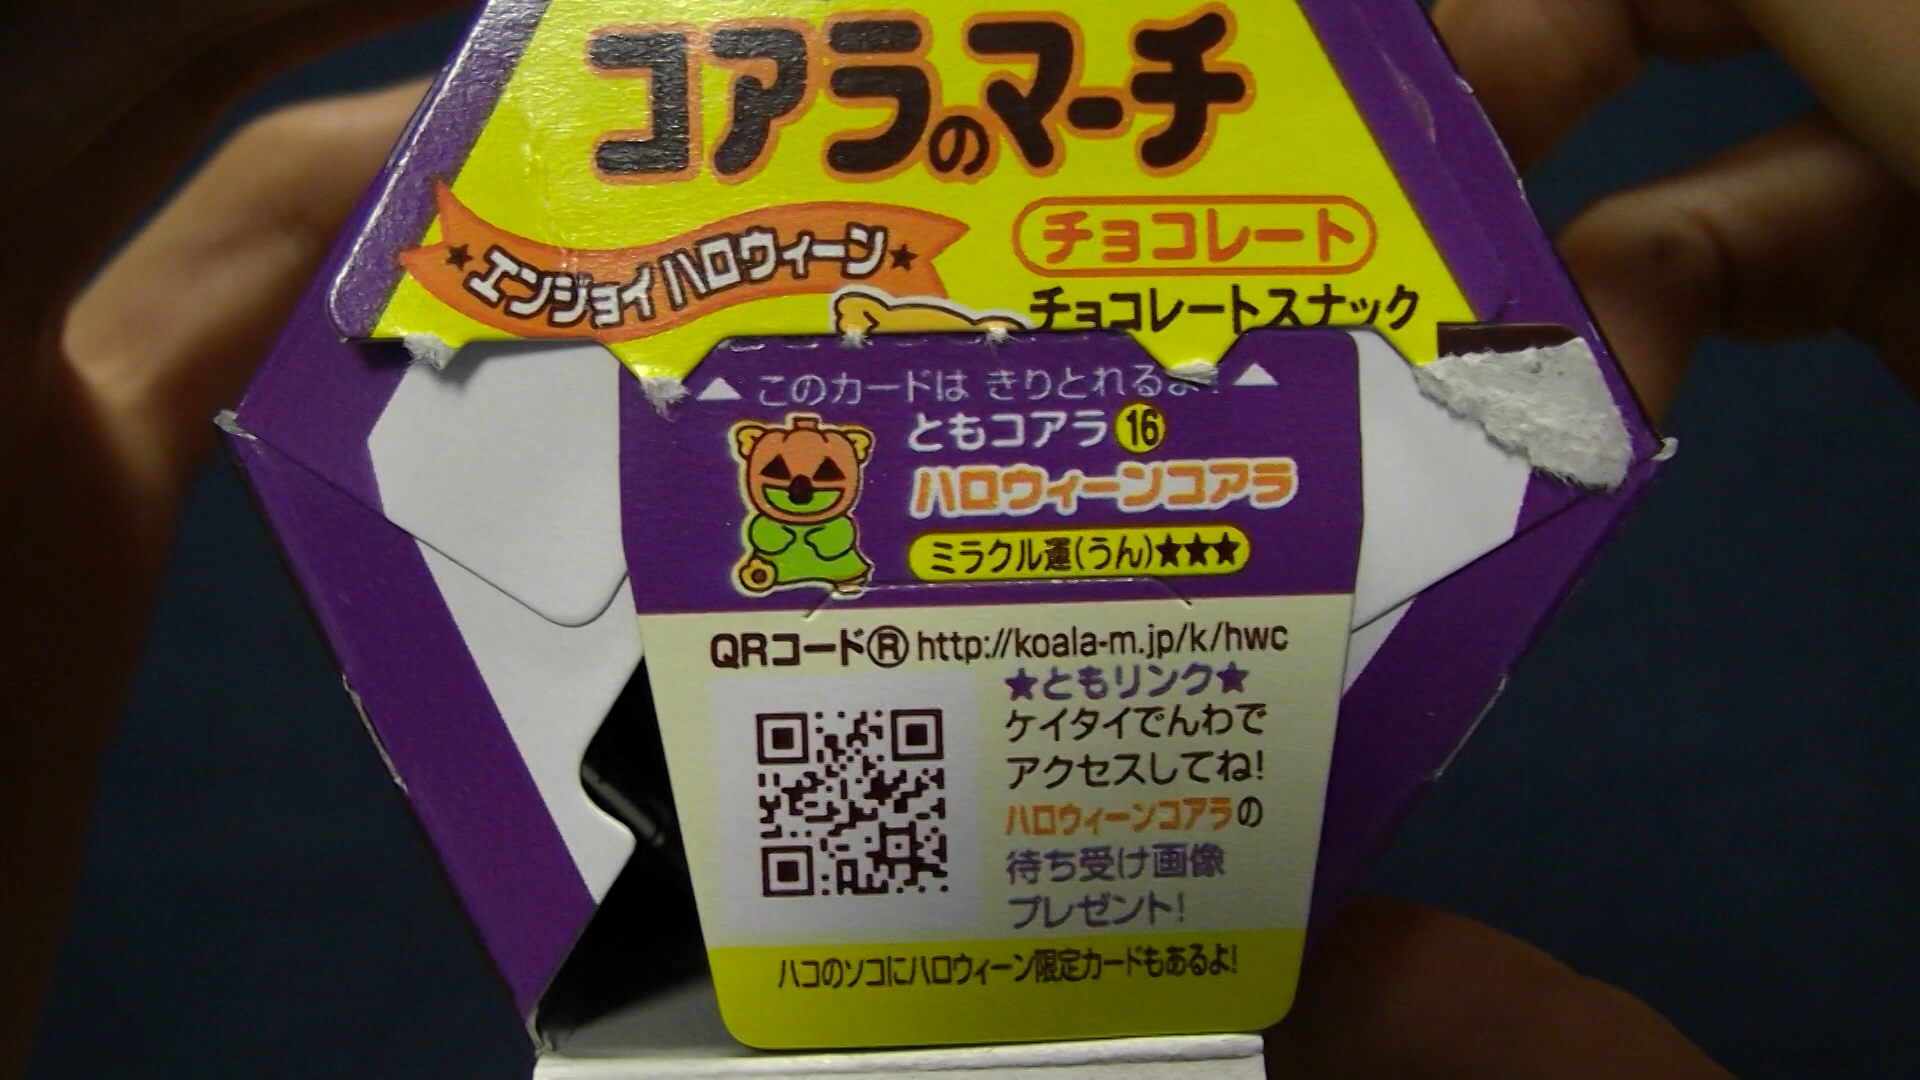 コアラのマーチ
★エンジョイハロウィーン★
チョコレート
チョコレートスナック
▲このカードは きりとれるよ!▲
ともコアラ16
ハロウィーンコアラ
ミラクル運(うん)★★★
QRコード®http://koala-m.jp/k/hwc
★ともリンク★
ケイタイでんわで
アクセスしてね!
ハロウィーンコアラの
待ち受け画像
プレゼント!
ハコのソコにハロウィーン限定カードもあるよ!